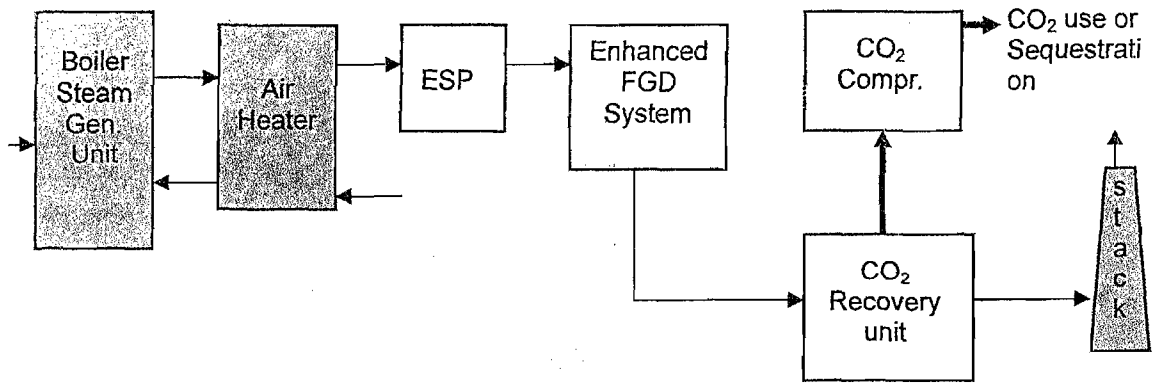 Boiler
Steam
Gen.
Unit
Air
Heater
ESP
Enhanced
FGD
System
CO₂
Compr.
CO₂ use or
Sequestrati
on
CO₂
Recovery
unit
s
t
a
c
k